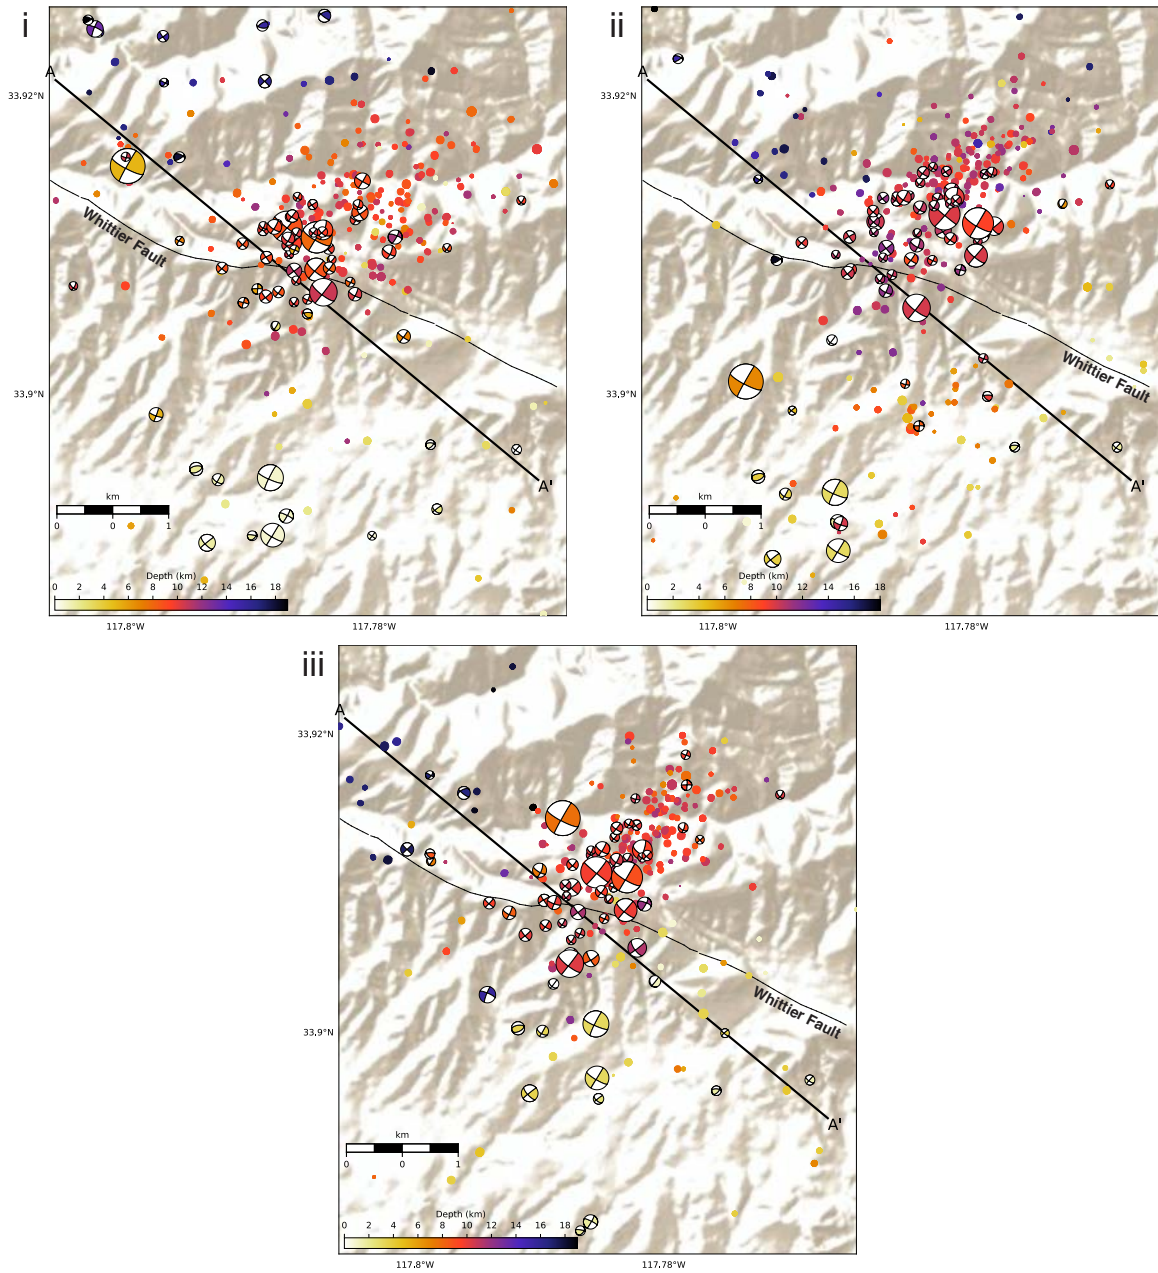 i
A
33,92°N
Whittier Fault
33,9°N
A'
km
0 0 1
Depth (km)
0 2 4 6 8 10 12 14 16 18
117.8°W 117.78°W
ii
A
33,92°N
Whittier Fault
33,9°N
A'
km
0 0 1
Depth (km)
0 2 4 6 8 10 12 14 16 18
117.8°W 117.78°W
iii
A
33,92°N
Whittier Fault
33,9°N
A'
km
0 0 1
Depth (km)
0 2 4 6 8 10 12 14 16 18
117.8°W 117.78°W